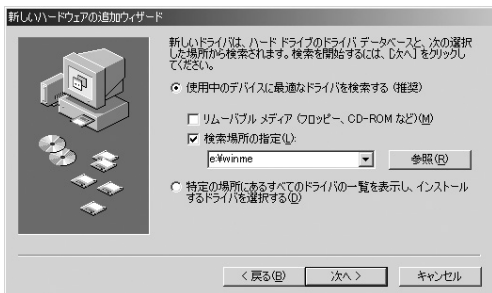 新しいハードウェアの追加ウィザード
新しいドライバは、ハード ドライブのドライバ データベースと、次の選択
した場所から検索されます。検索を開始するには、[次へ] をクリックし
てください。
使用中のデバイスに最適なドライバを検索する (推奨)
リムーバブル メディア (フロッピー、CD-ROM など)(M)
検索場所の指定(L):
e:¥winme
参照(R)
特定の場所にあるすべてのドライバの一覧を表示し、インストール
するドライバを選択する(D)
< 戻る(B)
次へ >
キャンセル